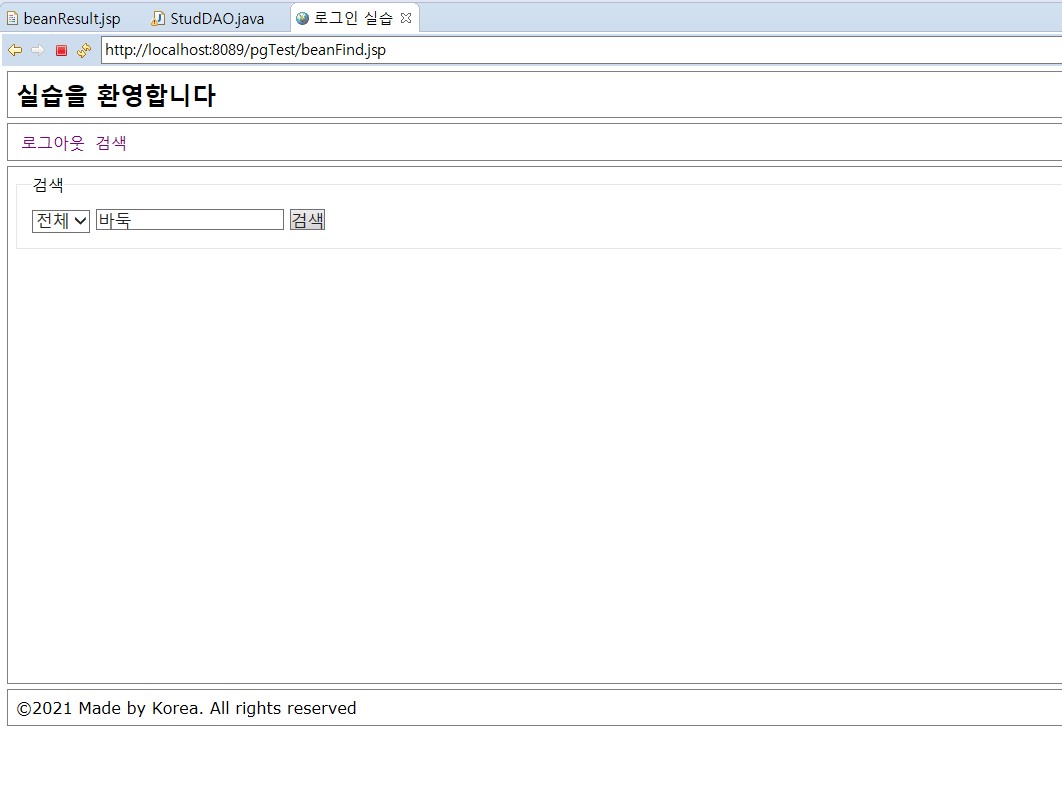 beanResult.jsp StudDAO.java 로그인 실습
http://localhost:8089/pgTest/beanFind.jsp
실습을 환영합니다
로그아웃 검색
검색
전체 바둑 검색
©2021 Made by Korea. All rights reserved